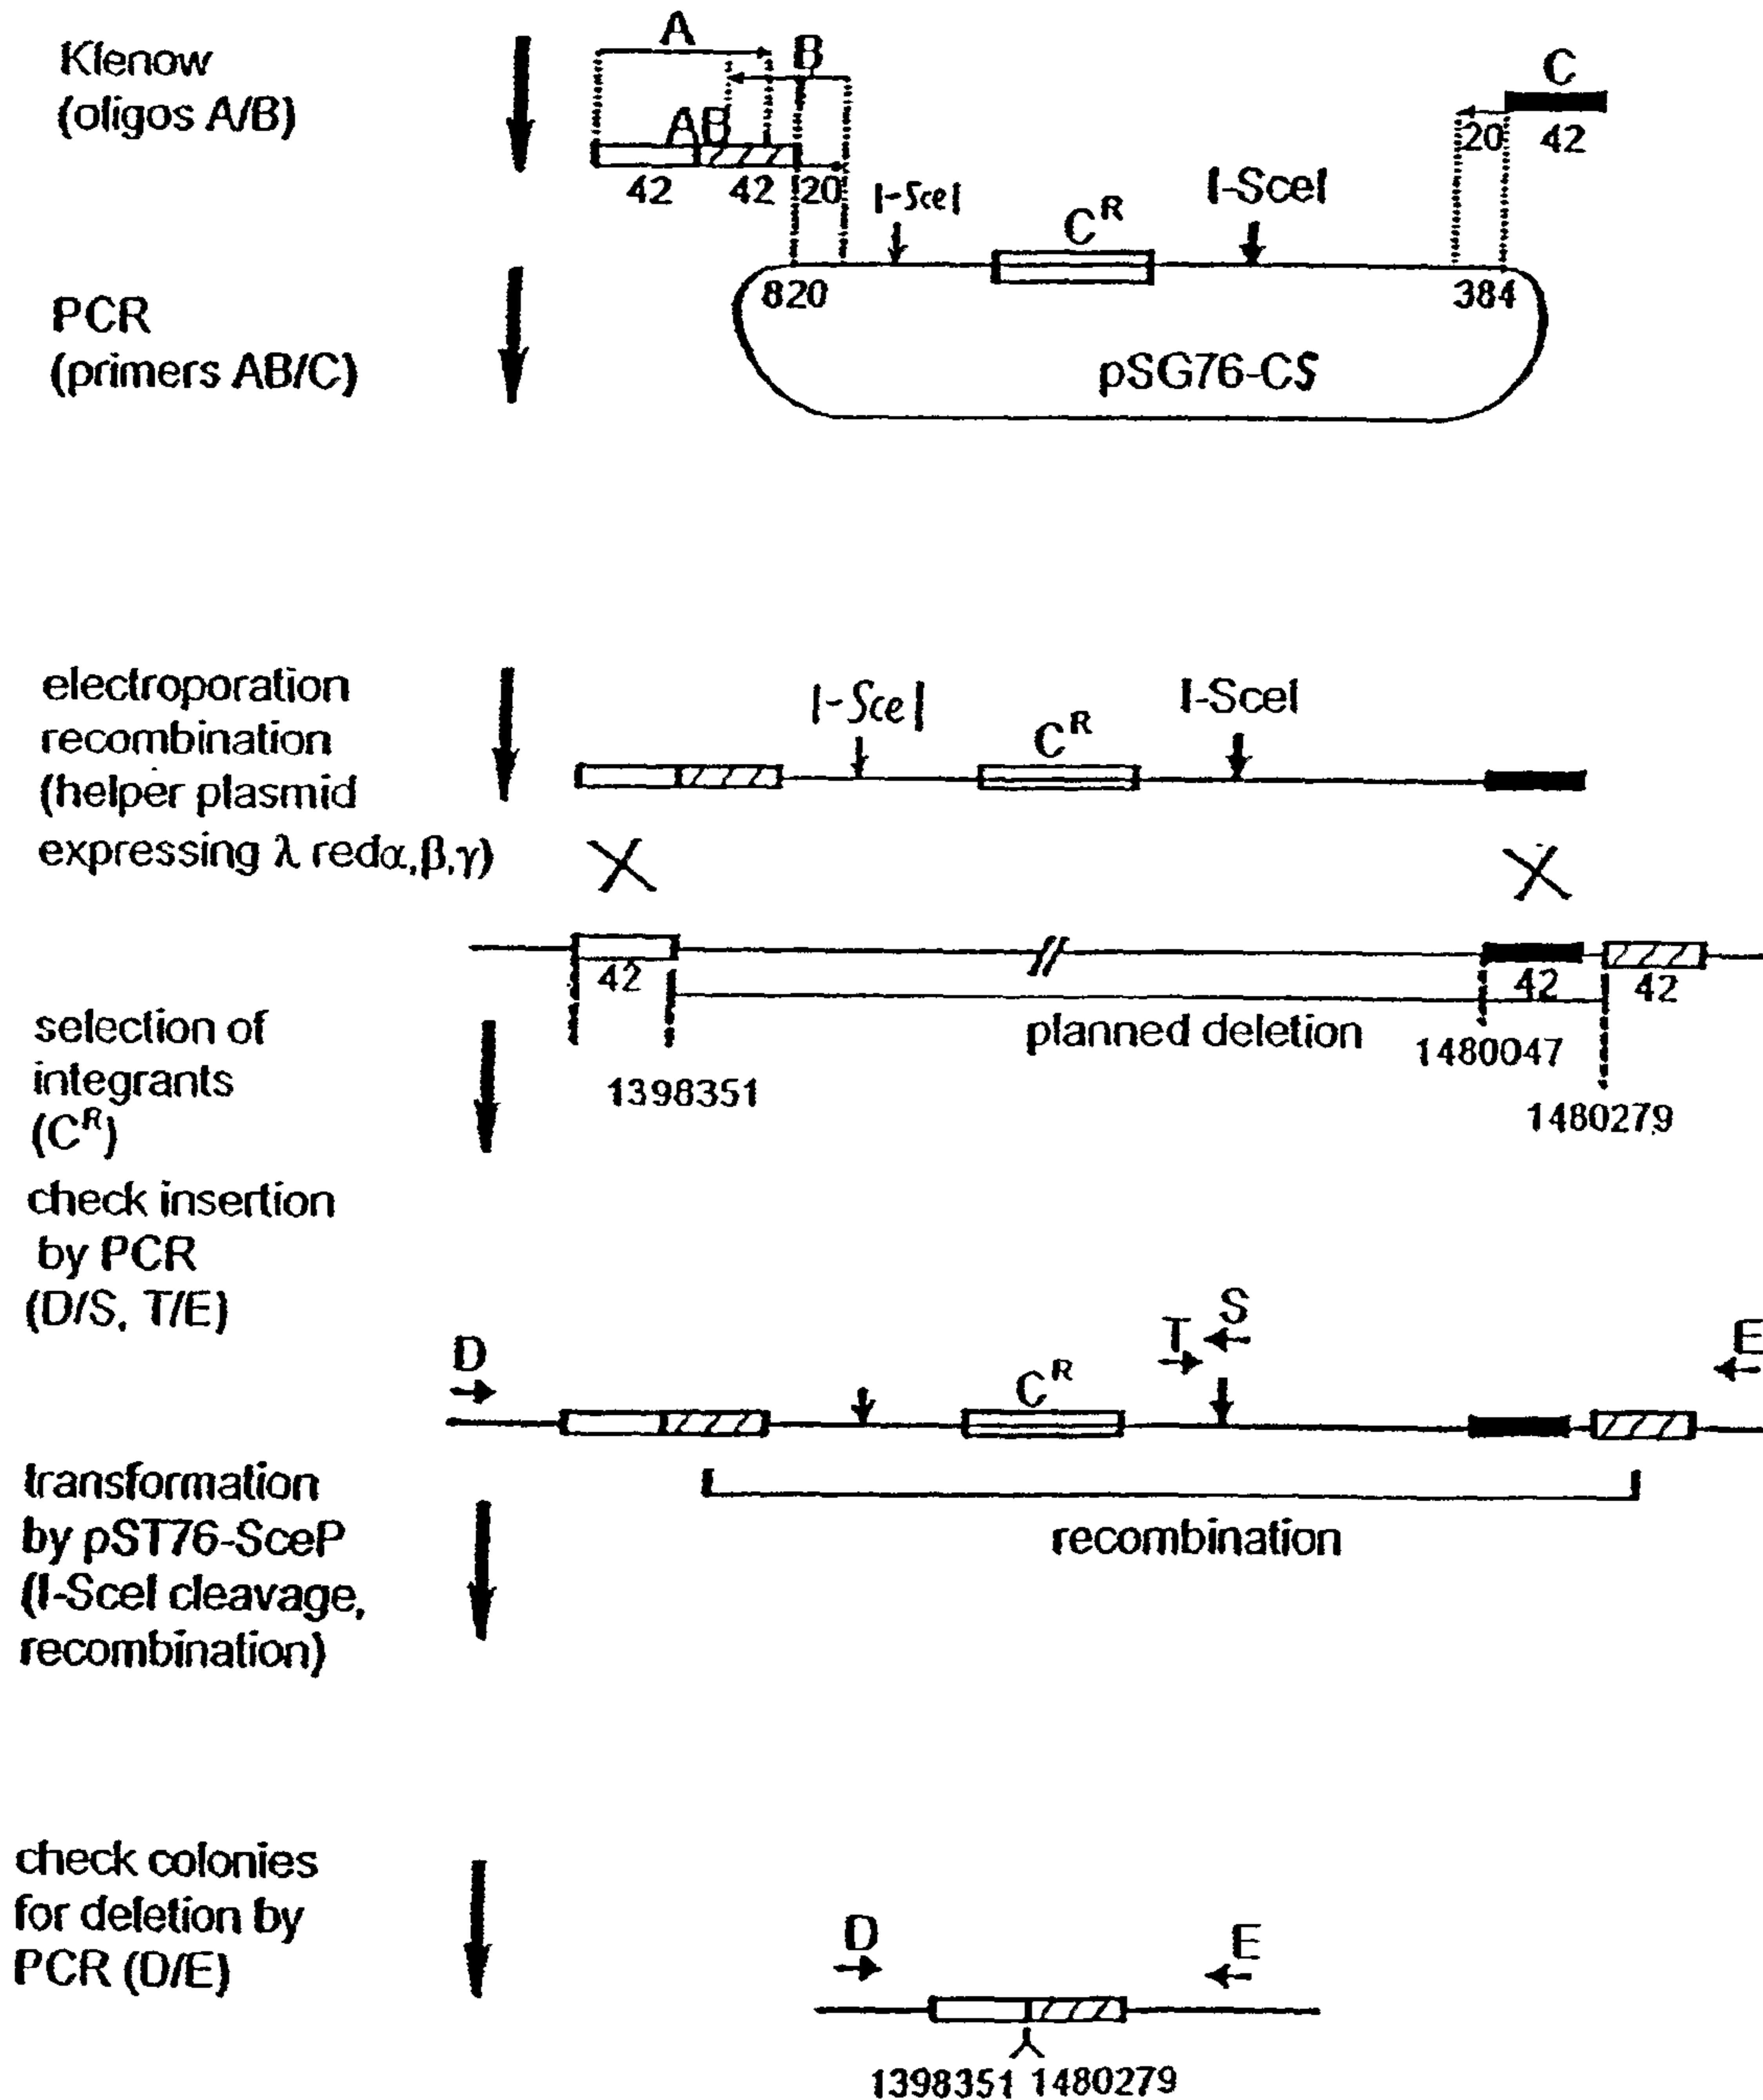 Klenow
(oligos A/B)
A
B
AB
42
42
20
C
20
42
I-SceI
C^R
I-SceI
820
384
pSG76-CS
PCR
(primers AB/C)
electroporation
recombination
(helper plasmid
expressing λ redα,β,γ)
I-SceI
C^R
I-SceI
42
42
42
planned deletion
1398351
1480047
1480279
selection of
integrants
(C^R)
check insertion
by PCR
(D/S, T/E)
D
C^R
T
S
E
recombination
transformation
by pST76-SceP
(I-SceI cleavage,
recombination)
check colonies
for deletion by
PCR (D/E)
D
E
1398351 1480279